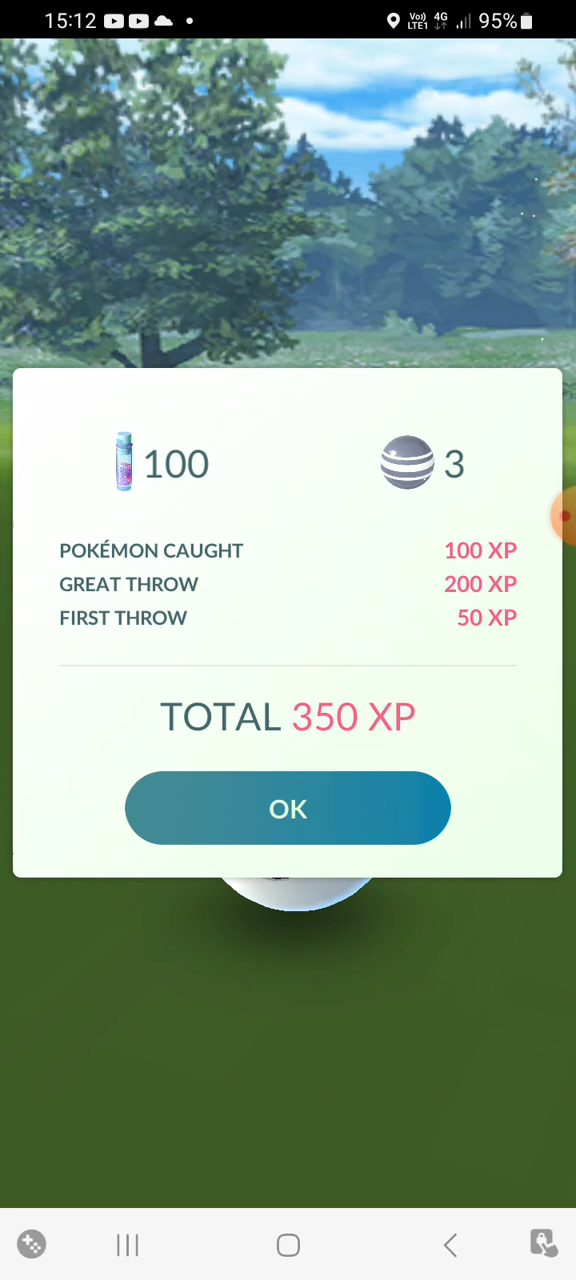 15:12 Vo) LTE1 4G 95%
100 3
POKÉMON CAUGHT 100 XP
GREAT THROW 200 XP
FIRST THROW 50 XP
TOTAL 350 XP
OK